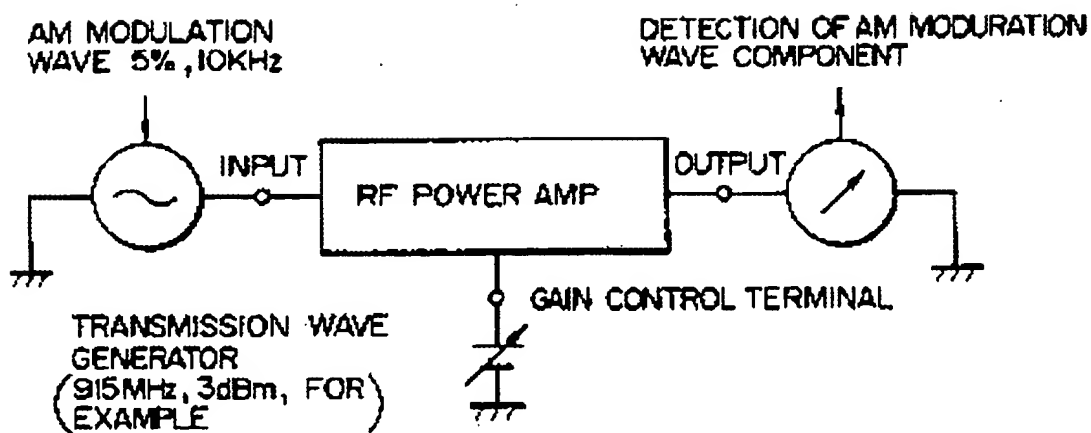 AM MODULATION
WAVE 5%, 10KHz
DETECTION OF AM MODURATION
WAVE COMPONENT
INPUT
RF POWER AMP
OUTPUT
GAIN CONTROL TERMINAL
TRANSMISSION WAVE
GENERATOR
(915MHz, 3dBm, FOR
EXAMPLE)